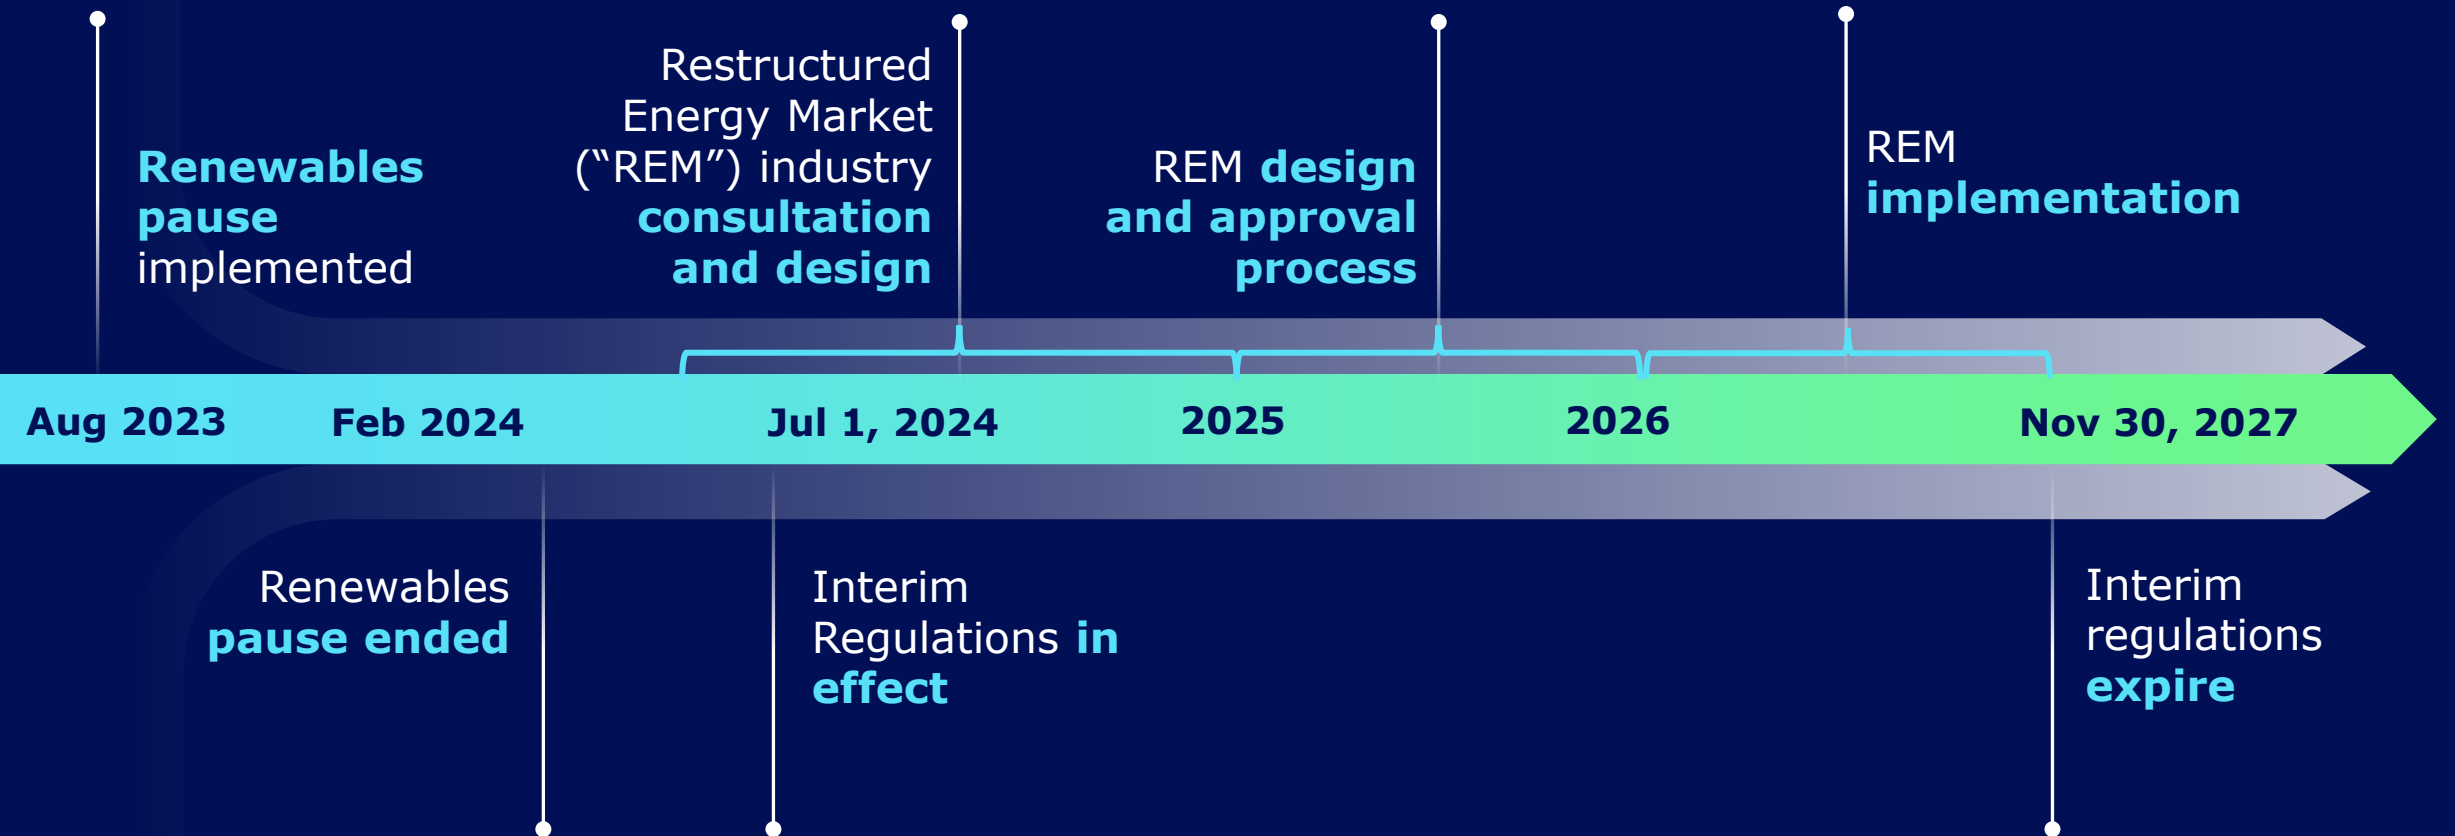 Renewables
pause
implemented
Restructured
Energy Market
(“REM”) industry
consultation
and design
REM design
and approval
process
REM
implementation
Aug 2023
Feb 2024
Jul 1, 2024
2025
2026
Nov 30, 2027
Renewables
pause ended
Interim
Regulations in
effect
Interim
regulations
expire